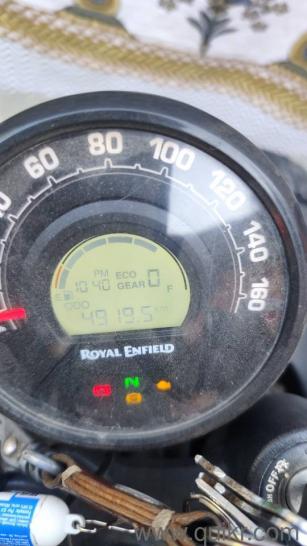 60 80 100 120 140 160
PM ECO
10:40 GEAR 0
E F
ODO
4919.5
ROYAL ENFIELD
N
OFF
www.quikr.com